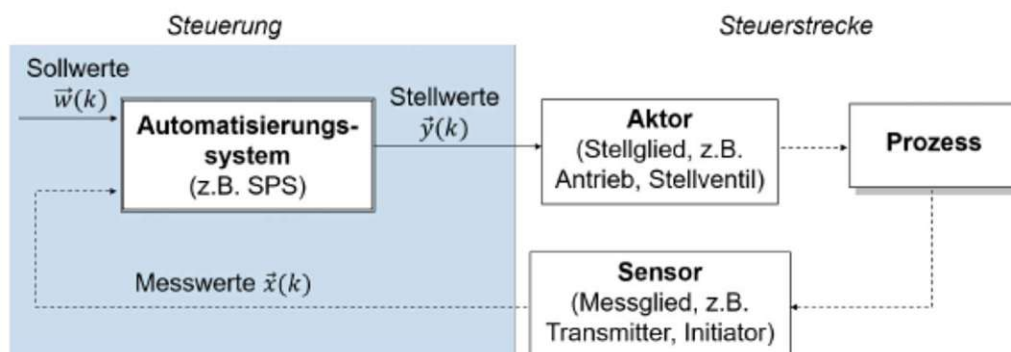 Steuerung
Steuerstrecke
Sollwerte
w⃗(k)
Automatisierungs-
system
(z.B. SPS)
Stellwerte
y⃗(k)
Aktor
(Stellglied, z.B.
Antrieb, Stellventil)
Prozess
Messwerte x⃗(k)
Sensor
(Messglied, z.B.
Transmitter, Initiator)